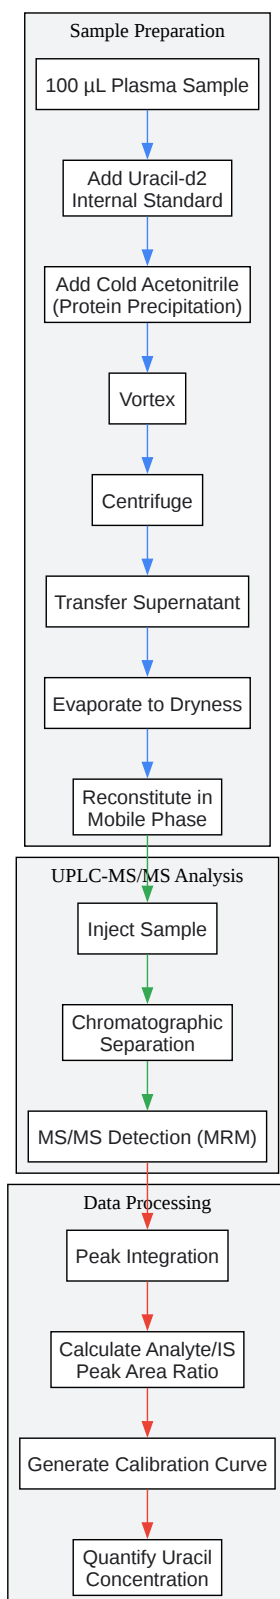 Sample Preparation
100 µL Plasma Sample
Add Uracil-d2
Internal Standard
Add Cold Acetonitrile
(Protein Precipitation)
Vortex
Centrifuge
Transfer Supernatant
Evaporate to Dryness
Reconstitute in
Mobile Phase
UPLC-MS/MS Analysis
Inject Sample
Chromatographic
Separation
MS/MS Detection (MRM)
Data Processing
Peak Integration
Calculate Analyte/IS
Peak Area Ratio
Generate Calibration Curve
Quantify Uracil
Concentration